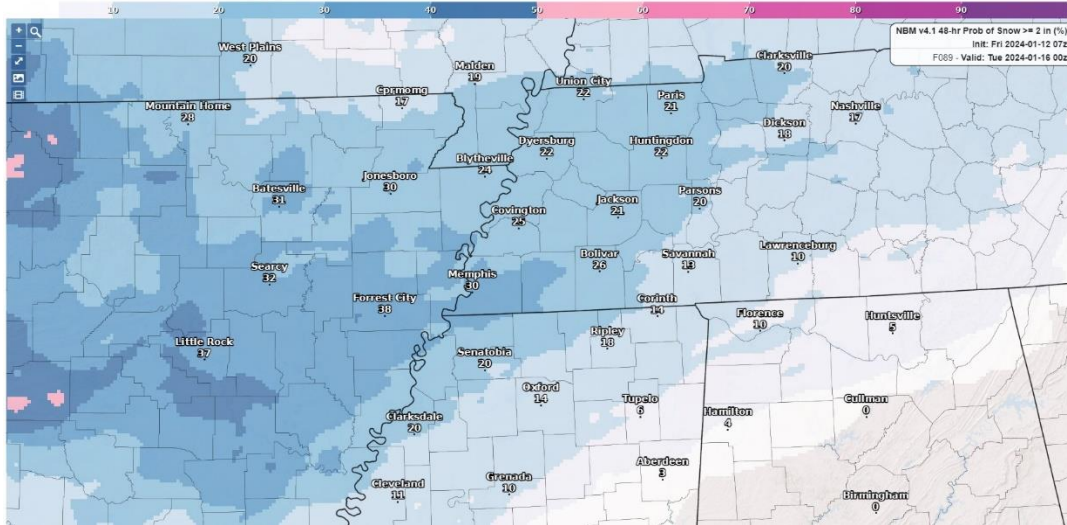 10 20 30 40 50 60 70 80 90
NBM v4.1 48-hr Prob of Snow >= 2 in (%)
Init: Fri 2024-01-12 07z
F089 - Valid: Tue 2024-01-16 00z
+
−
West Plains
20
Malden
19
Clarksville
20
Union City
22
Cprmomg
17
Paris
21
Mountain Home
28
Nashville
17
Dickson
18
Dyersburg
22
Huntingdon
22
Blytheville
24
Jonesboro
30
Batesville
31
Parsons
20
Jackson
21
Covington
25
Lawrenceburg
10
Bolivar
26
Savannah
13
Searcy
32
Memphis
30
Forrest City
38
Corinth
14
Florence
10
Huntsville
5
Ripley
18
Little Rock
37
Senatobia
20
Oxford
14
Tupelo
6
Cullman
0
Hamilton
4
Clarksdale
20
Aberdeen
3
Grenada
10
Cleveland
11
Birmingham
0